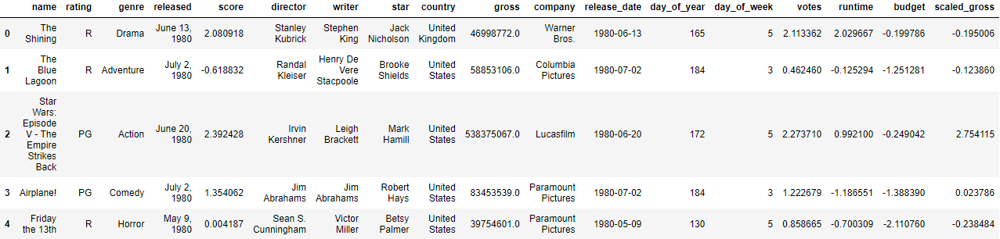 name rating genre released score director writer star country gross company release_date day_of_year day_of_week votes runtime budget scaled_gross
0 The Shining R Drama June 13, 1980 2.080918 Stanley Kubrick Stephen King Jack Nicholson United Kingdom 46998772.0 Warner Bros. 1980-06-13 165 5 2.113362 2.029667 -0.199786 -0.195006
1 The Blue Lagoon R Adventure July 2, 1980 -0.618832 Randal Kleiser Henry De Vere Stacpoole Brooke Shields United States 58853106.0 Columbia Pictures 1980-07-02 184 3 0.462460 -0.125294 -1.251281 -0.123860
2 Star Wars: Episode V - The Empire Strikes Back PG Action June 20, 1980 2.392428 Irvin Kershner Leigh Brackett Mark Hamill United States 538375067.0 Lucasfilm 1980-06-20 172 5 2.273710 0.992100 -0.249042 2.754115
3 Airplane! PG Comedy July 2, 1980 1.354062 Jim Abrahams Jim Abrahams Robert Hays United States 83453539.0 Paramount Pictures 1980-07-02 184 3 1.222679 -1.186551 -1.388390 0.023786
4 Friday the 13th R Horror May 9, 1980 0.004187 Sean S. Cunningham Victor Miller Betsy Palmer United States 39754601.0 Paramount Pictures 1980-05-09 130 5 0.858665 -0.700309 -2.110760 -0.238484